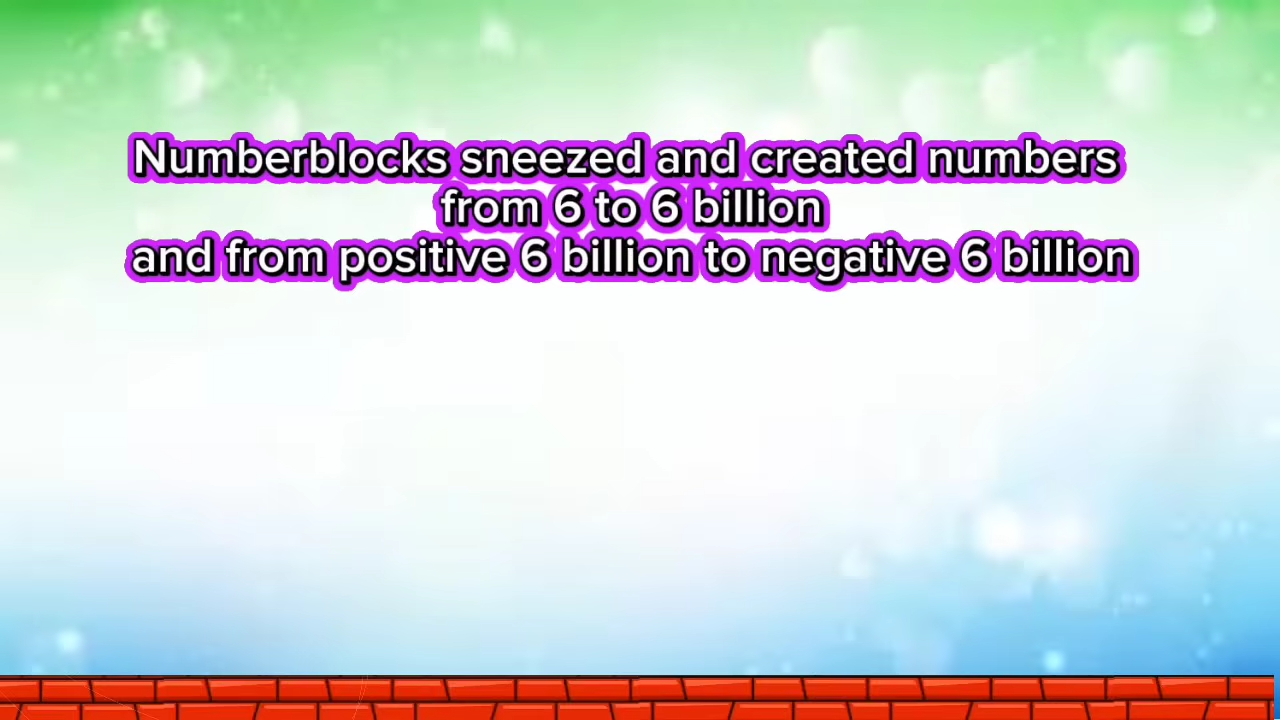 Numberblocks sneezed and created numbers
from 6 to 6 billion
and from positive 6 billion to negative 6 billion